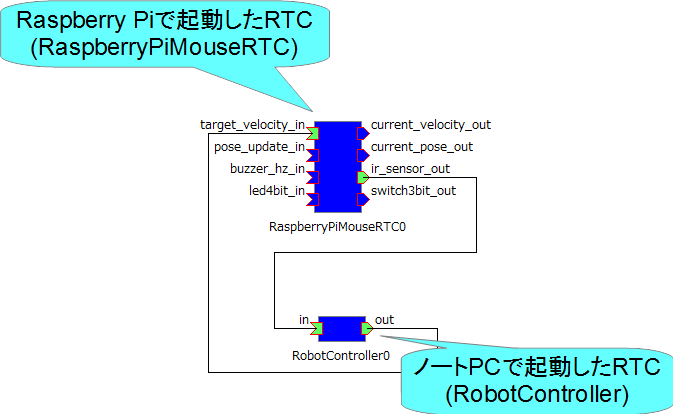 Raspberry Piで起動したRTC
(RaspberryPiMouseRTC)
target_velocity_in
current_velocity_out
pose_update_in
current_pose_out
buzzer_hz_in
ir_sensor_out
led4bit_in
switch3bit_out
RaspberryPiMouseRTC0
in
out
RobotController0
ノートPCで起動したRTC
(RobotController)